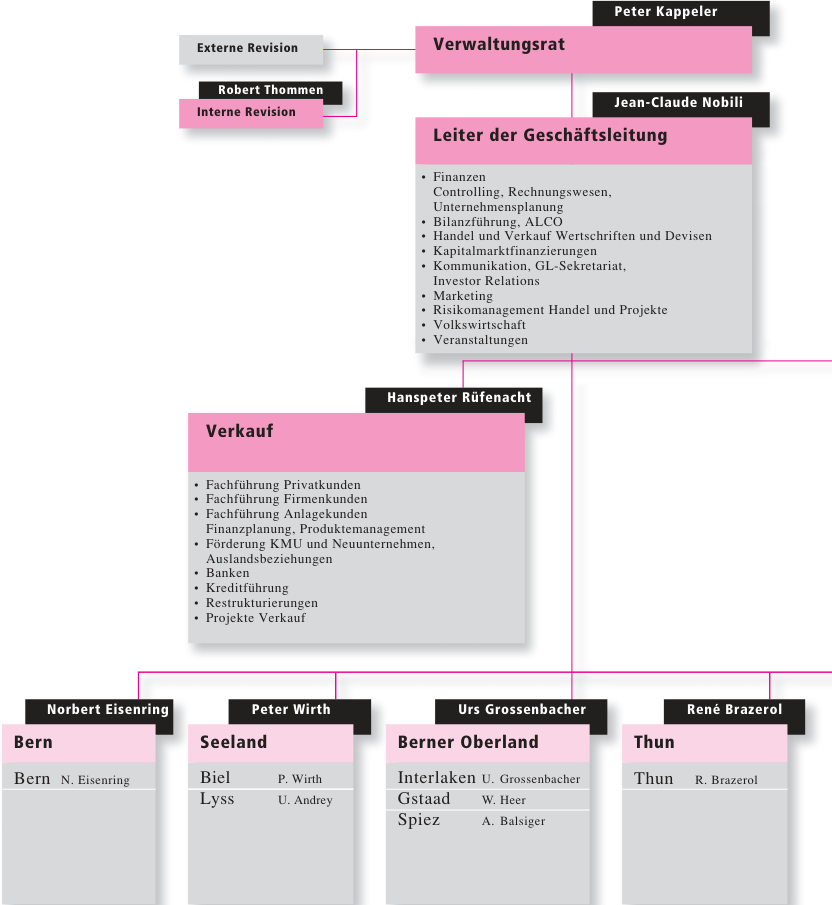 Peter Kappeler
Verwaltungsrat
Externe Revision
Robert Thommen
Interne Revision
Jean-Claude Nobili
Leiter der Geschäftsleitung
• Finanzen
Controlling, Rechnungswesen,
Unternehmensplanung
• Bilanzführung, ALCO
• Handel und Verkauf Wertschriften und Devisen
• Kapitalmarktfinanzierungen
• Kommunikation, GL-Sekretariat,
Investor Relations
• Marketing
• Risikomanagement Handel und Projekte
• Volkswirtschaft
• Veranstaltungen
Hanspeter Rüfenacht
Verkauf
• Fachführung Privatkunden
• Fachführung Firmenkunden
• Fachführung Anlagekunden
Finanzplanung, Produktemanagement
• Förderung KMU und Neuunternehmen,
Auslandsbeziehungen
• Banken
• Kreditführung
• Restrukturierungen
• Projekte Verkauf
Norbert Eisenring
Bern
Bern N. Eisenring
Peter Wirth
Seeland
Biel P. Wirth
Lyss U. Andrey
Urs Grossenbacher
Berner Oberland
Interlaken U. Grossenbacher
Gstaad W. Heer
Spiez A. Balsiger
René Brazerol
Thun
Thun R. Brazerol